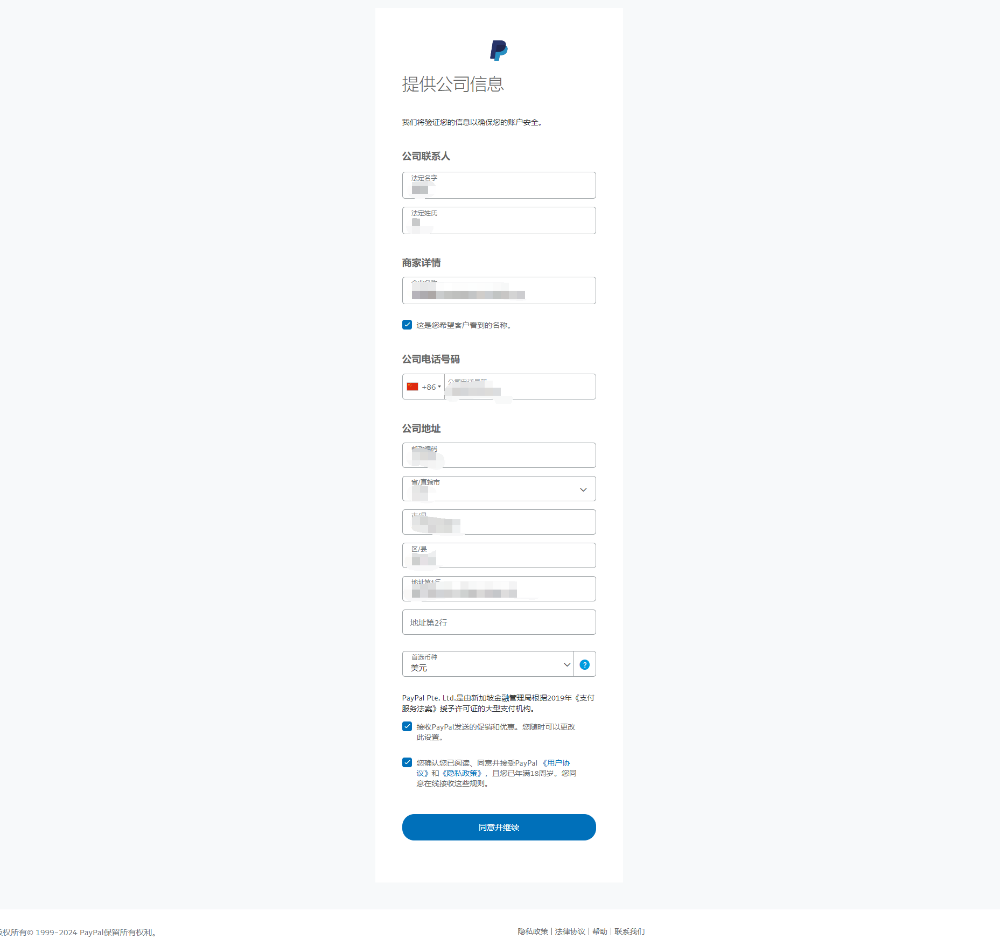 提供公司信息
我们将验证您的信息以确保您的账户安全。
公司联系人
法定名字
法定姓氏
商家详情
企业名称
这是您希望客户看到的名称。
公司电话号码
+86
公司电话号码
公司地址
邮政编码
省/直辖市
市/县
区/县
地址第1行
地址第2行
首选币种
美元
?
PayPal Pte. Ltd.是由新加坡金融管理局根据2019年《支付
服务法案》授予许可证的大型支付机构。
接收PayPal发送的促销和优惠。您随时可以更改
此设置。
您确认您已阅读、同意并接受PayPal 《用户协
议》和《隐私政策》，且您已年满18周岁。您同
意在线接收这些规则。
同意并继续
版权所有© 1999-2024 PayPal保留所有权利。
隐私政策 | 法律协议 | 帮助 | 联系我们